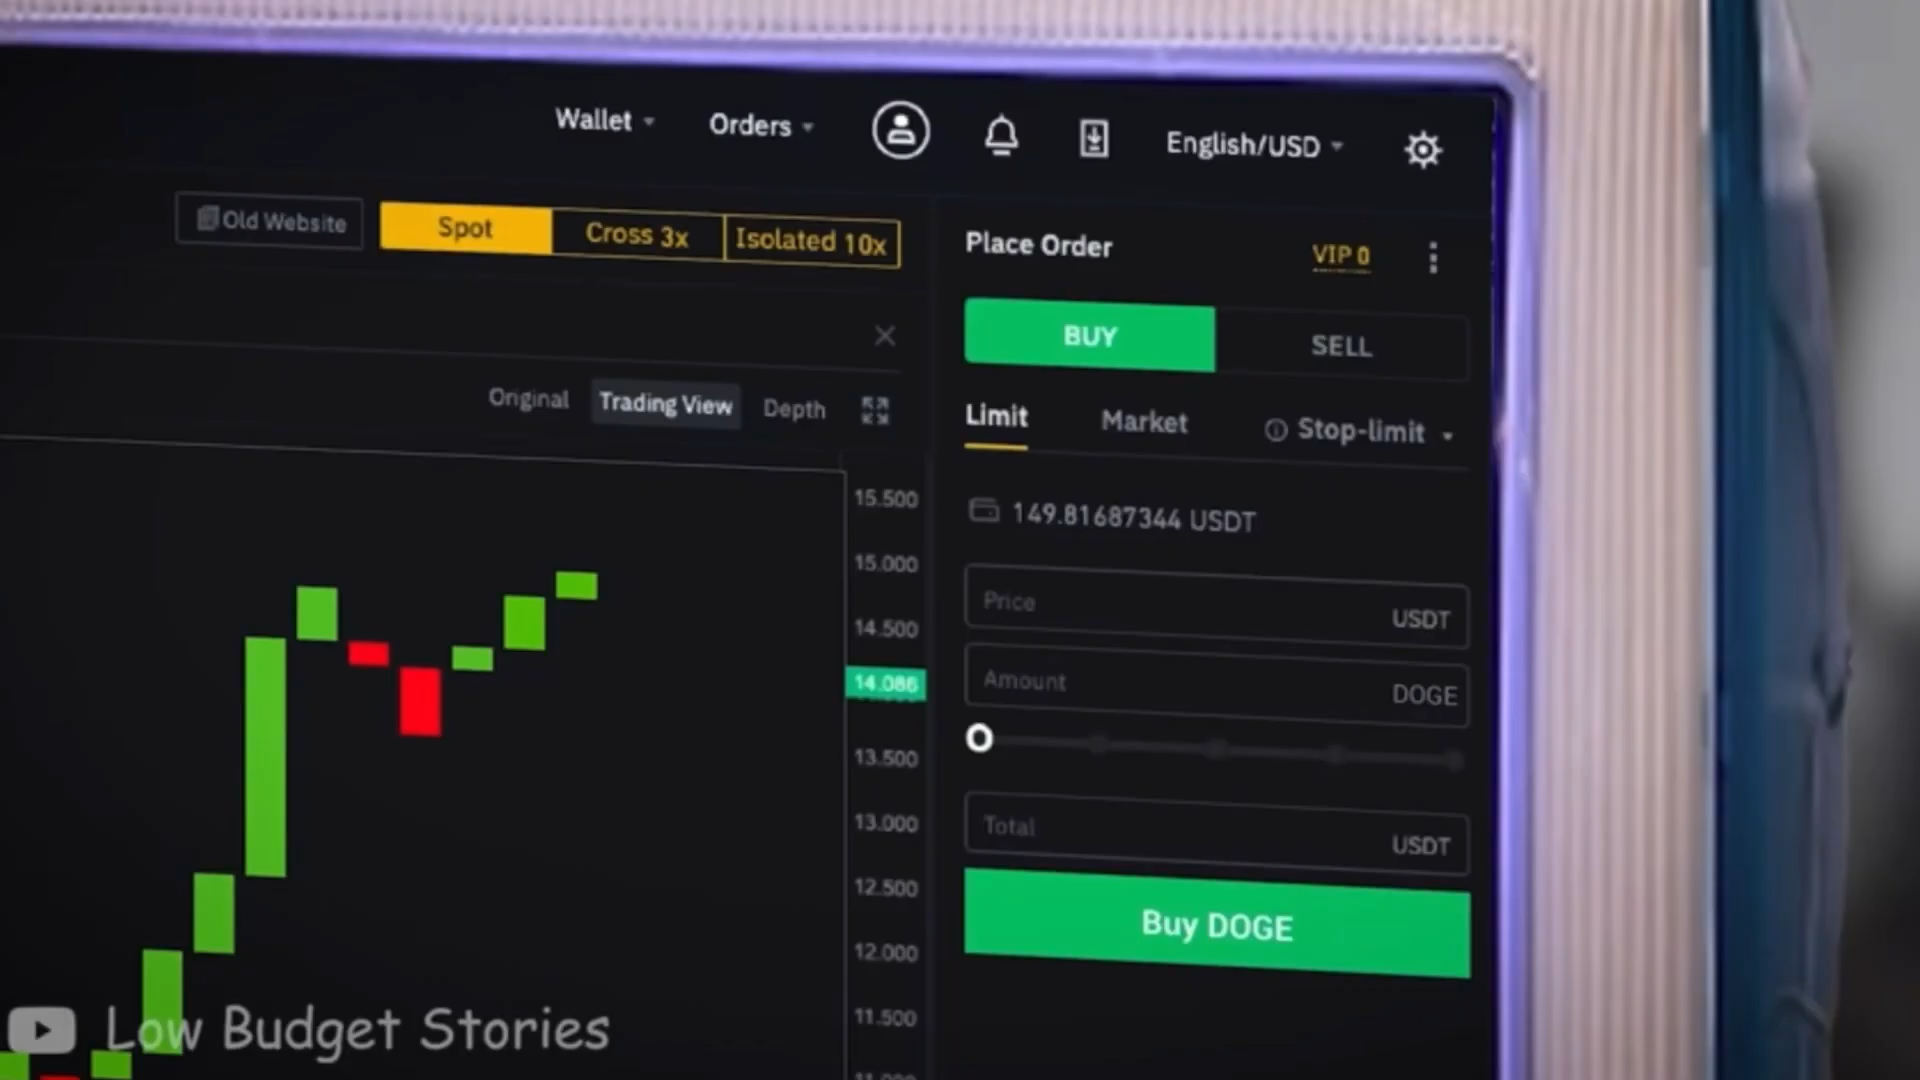 Wallet
Orders
English/USD
Old Website
Spot
Cross 3x
Isolated 10x
Place Order
VIP 0
BUY
SELL
Original
Trading View
Depth
Limit
Market
Stop-limit
15.500
149.81687344 USDT
15.000
Price
USDT
14.500
14.086
Amount
DOGE
13.500
13.000
Total
USDT
12.500
Buy DOGE
12.000
11.500
Low Budget Stories